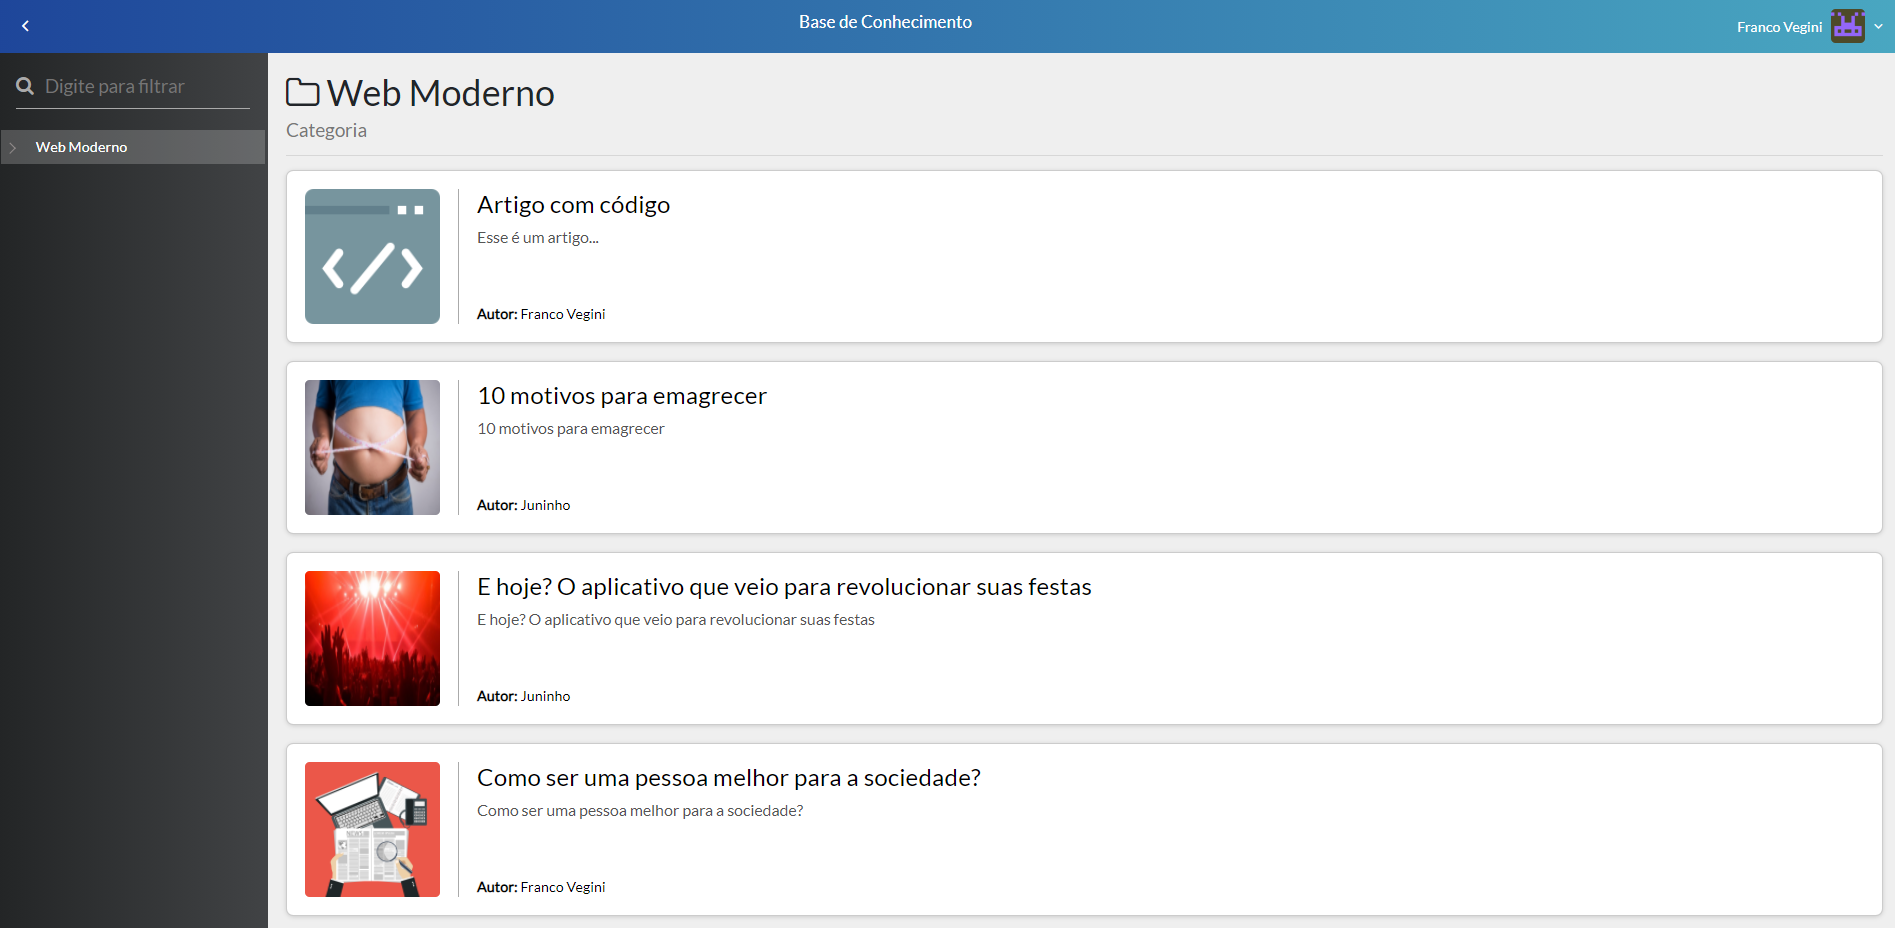 Base de Conhecimento
Franco Vegini
Digite para filtrar
Web Moderno
Web Moderno
Categoria
Artigo com código
Esse é um artigo...
Autor: Franco Vegini
10 motivos para emagrecer
10 motivos para emagrecer
Autor: Juninho
E hoje? O aplicativo que veio para revolucionar suas festas
E hoje? O aplicativo que veio para revolucionar suas festas
Autor: Juninho
Como ser uma pessoa melhor para a sociedade?
Como ser uma pessoa melhor para a sociedade?
Autor: Franco Vegini